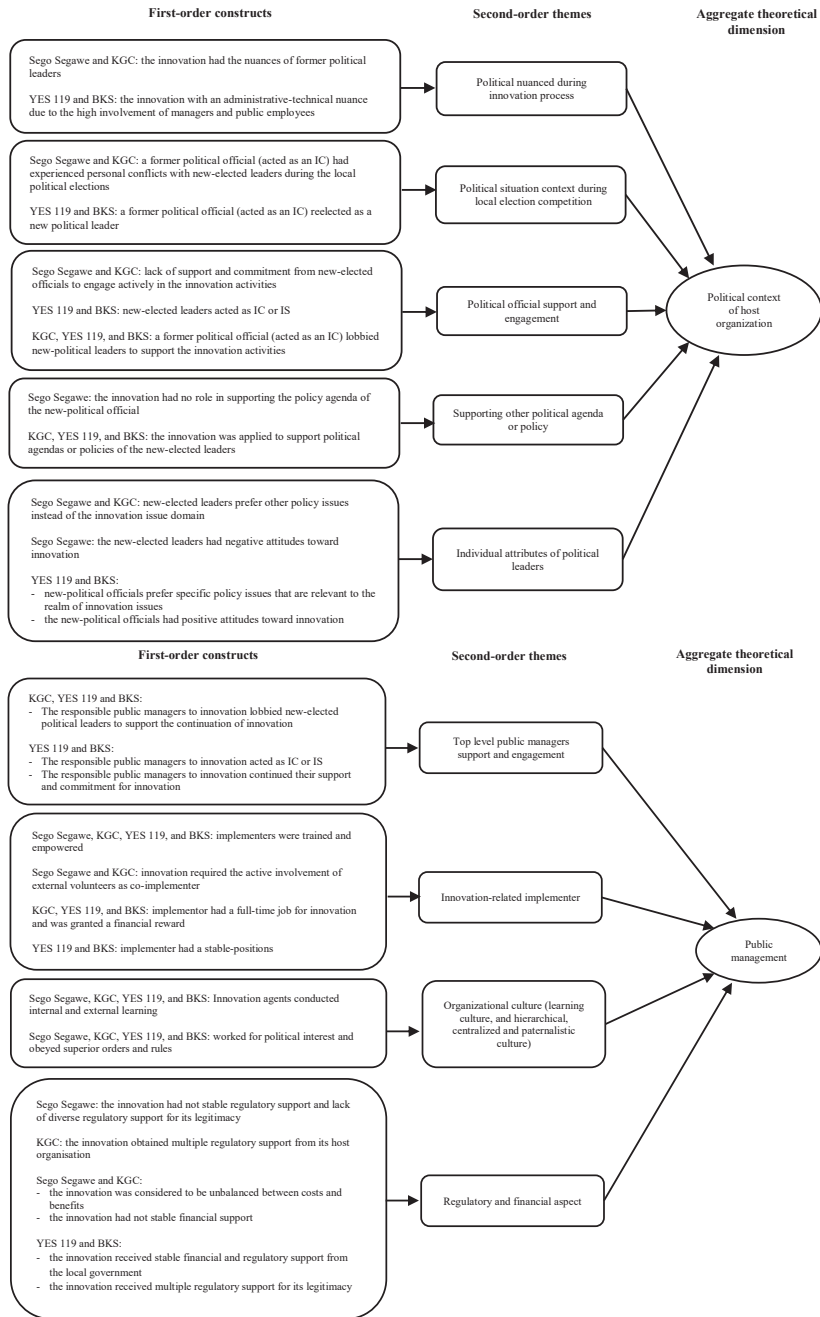 First-order constructs
Second-order themes
Aggregate theoretical
dimension
Sego Segawe and KGC: the innovation had the nuances of former political
leaders
YES 119 and BKS: the innovation with an administrative-technical nuance
due to the high involvement of managers and public employees
Political nuanced during
innovation process
Sego Segawe and KGC: a former political official (acted as an IC) had
experienced personal conflicts with new-elected leaders during the local
political elections
YES 119 and BKS: a former political official (acted as an IC) reelected as a
new political leader
Political situation context during
local election competition
Sego Segawe and KGC: lack of support and commitment from new-elected
officials to engage actively in the innovation activities
YES 119 and BKS: new-elected leaders acted as IC or IS
KGC, YES 119, and BKS: a former political official (acted as an IC) lobbied
new-political leaders to support the innovation activities
Political official support and
engagement
Political context
of host
organization
Sego Segawe: the innovation had no role in supporting the policy agenda of
the new-political official
KGC, YES 119, and BKS: the innovation was applied to support political
agendas or policies of the new-elected leaders
Supporting other political agenda
or policy
Sego Segawe and KGC: new-elected leaders prefer other policy issues
instead of the innovation issue domain
Sego Segawe: the new-elected leaders had negative attitudes toward
innovation
YES 119 and BKS:
- new-political officials prefer specific policy issues that are relevant to the
realm of innovation issues
- the new-political officials had positive attitudes toward innovation
Individual attributes of political
leaders
First-order constructs
Second-order themes
Aggregate theoretical
dimension
KGC, YES 119 and BKS:
- The responsible public managers to innovation lobbied new-elected
political leaders to support the continuation of innovation
YES 119 and BKS:
- The responsible public managers to innovation acted as IC or IS
- The responsible public managers to innovation continued their support
and commitment for innovation
Top level public managers
support and engagement
Sego Segawe, KGC, YES 119, and BKS: implementers were trained and
empowered
Sego Segawe and KGC: innovation required the active involvement of
external volunteers as co-implementer
KGC, YES 119, and BKS: implementor had a full-time job for innovation
and was granted a financial reward
YES 119 and BKS: implementer had a stable-positions
Innovation-related implementer
Public
management
Sego Segawe, KGC, YES 119, and BKS: Innovation agents conducted
internal and external learning
Sego Segawe, KGC, YES 119, and BKS: worked for political interest and
obeyed superior orders and rules
Organizational culture (learning
culture, and hierarchical,
centralized and paternalistic
culture)
Sego Segawe: the innovation had not stable regulatory support and lack
of diverse regulatory support for its legitimacy
KGC: the innovation obtained multiple regulatory support from its host
organisation
Sego Segawe and KGC:
- the innovation was considered to be unbalanced between costs and
benefits
- the innovation had not stable financial support
YES 119 and BKS:
- the innovation received stable financial and regulatory support from
the local government
- the innovation received multiple regulatory support for its legitimacy
Regulatory and financial aspect